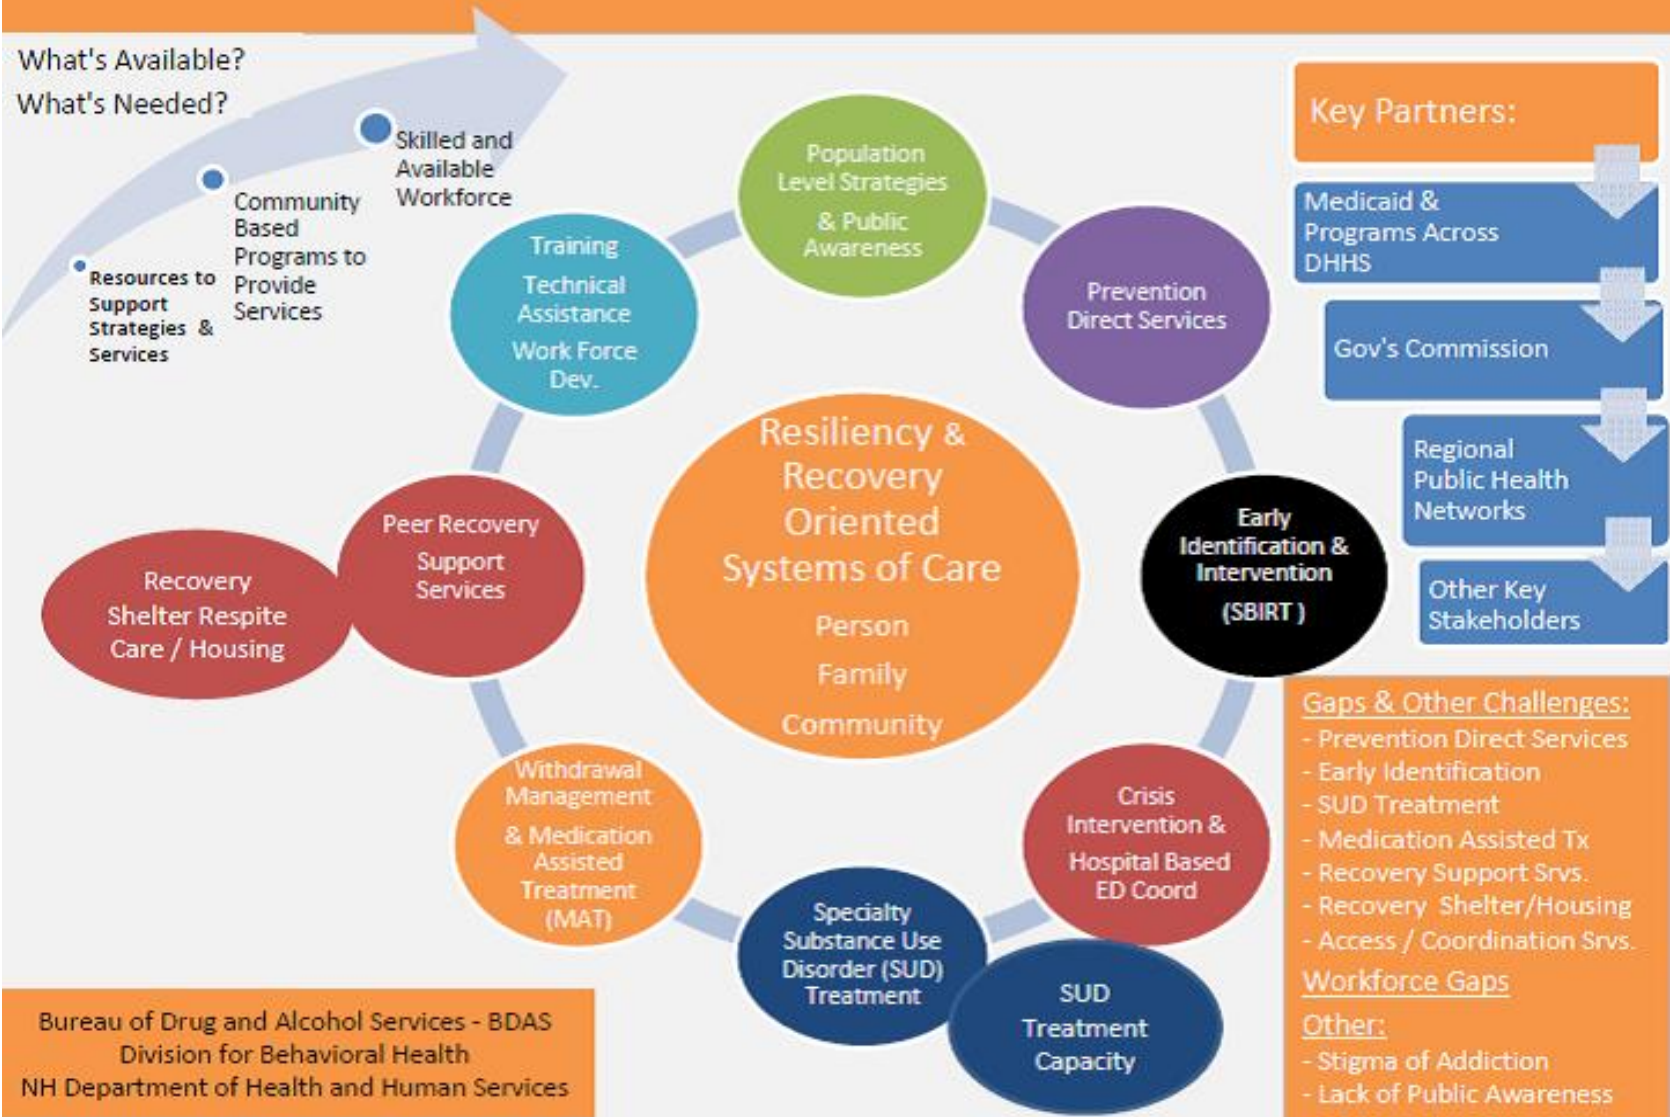 What's Available?
What's Needed?
Skilled and
Available
Workforce
Community
Based
Programs to
Provide
Services
Resources to
Support
Strategies &
Services
Population
Level Strategies
& Public
Awareness
Prevention
Direct Services
Early
Identification &
Intervention
(SBIRT )
Crisis
Intervention &
Hospital Based
ED Coord
SUD
Treatment
Capacity
Specialty
Substance Use
Disorder (SUD)
Treatment
Withdrawal
Management
& Medication
Assisted
Treatment
(MAT)
Peer Recovery
Support
Services
Recovery
Shelter Respite
Care / Housing
Training
Technical
Assistance
Work Force
Dev.
Resiliency &
Recovery
Oriented
Systems of Care
Person
Family
Community
Key Partners:
Medicaid &
Programs Across
DHHS
Gov's Commission
Regional
Public Health
Networks
Other Key
Stakeholders
Gaps & Other Challenges:
- Prevention Direct Services
- Early Identification
- SUD Treatment
- Medication Assisted Tx
- Recovery Support Srvs.
- Recovery Shelter/Housing
- Access / Coordination Srvs.
Workforce Gaps
Other:
- Stigma of Addiction
- Lack of Public Awareness
Bureau of Drug and Alcohol Services - BDAS
Division for Behavioral Health
NH Department of Health and Human Services